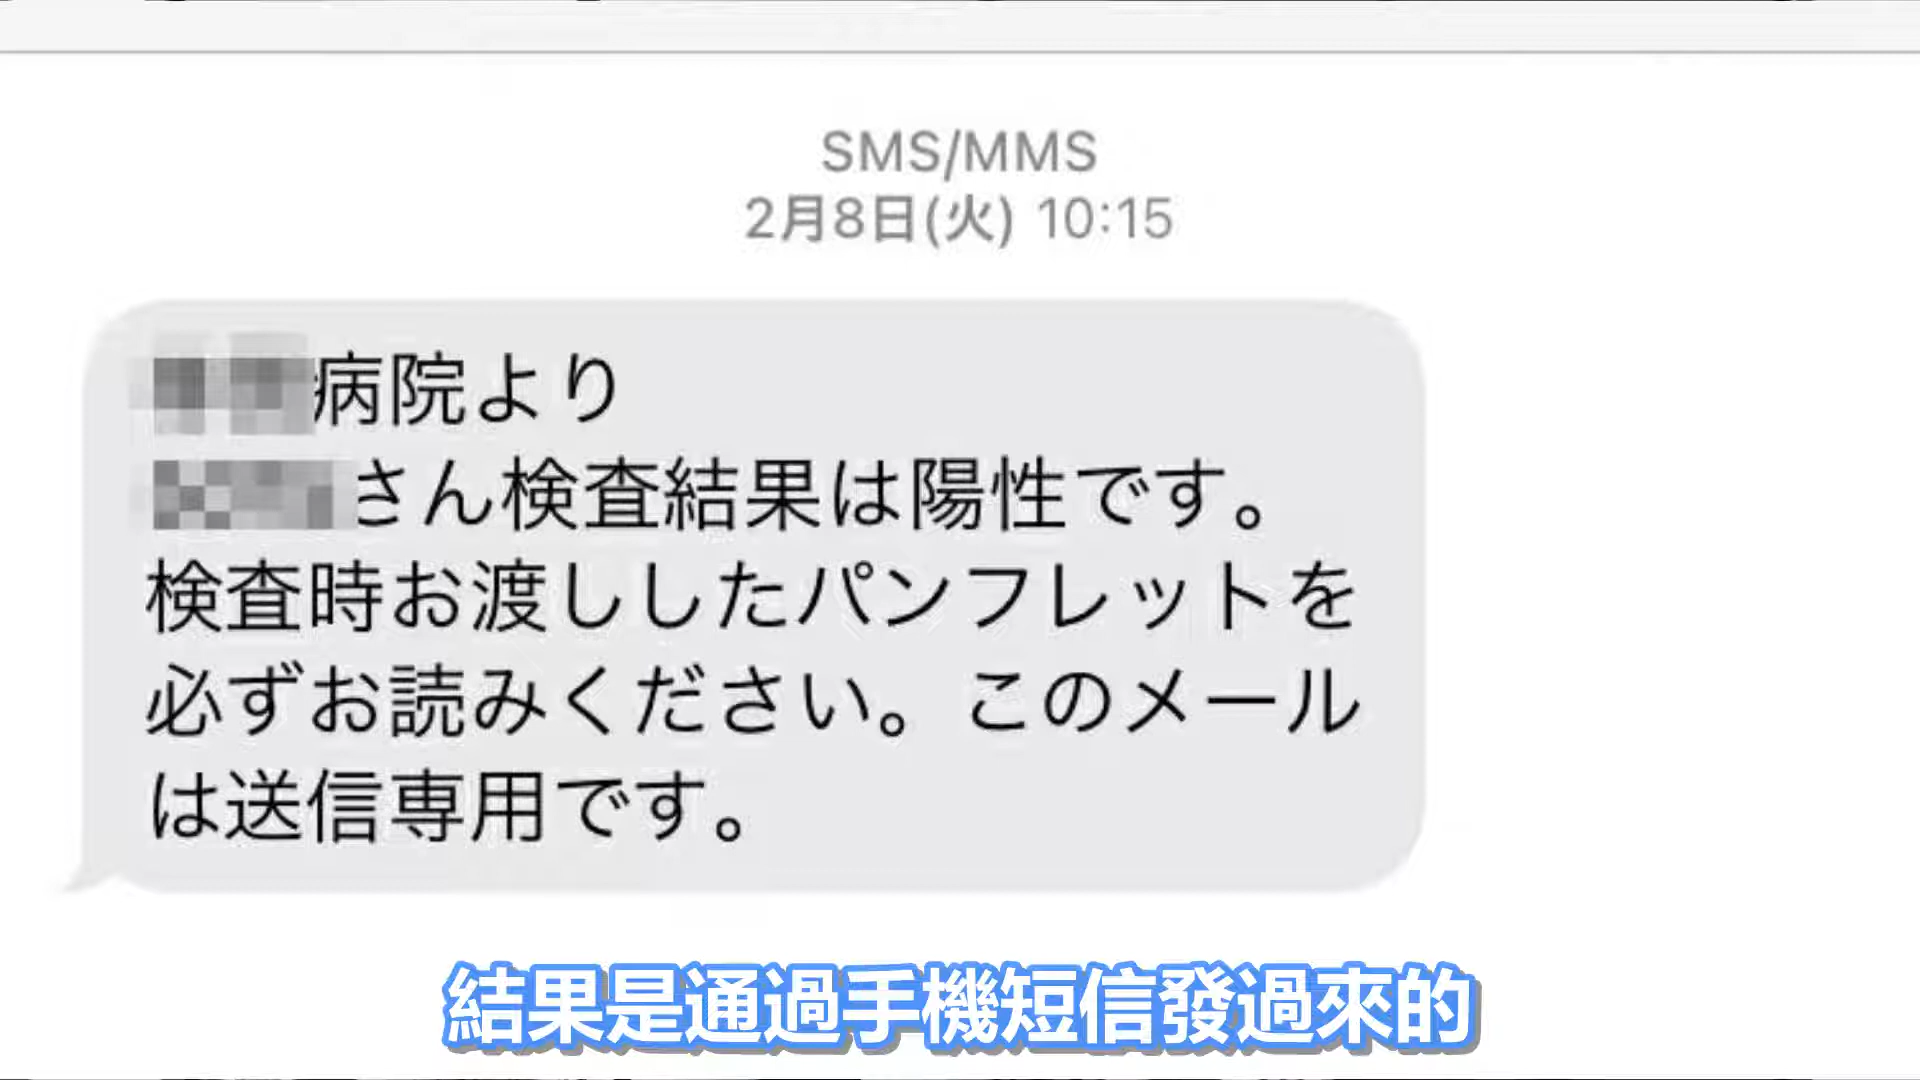 SMS/MMS
2月8日(火) 10:15
病院より
さん検査結果は陽性です。
検査時お渡ししたパンフレットを
必ずお読みください。このメール
は送信専用です。
結果是通過手機短信發過來的